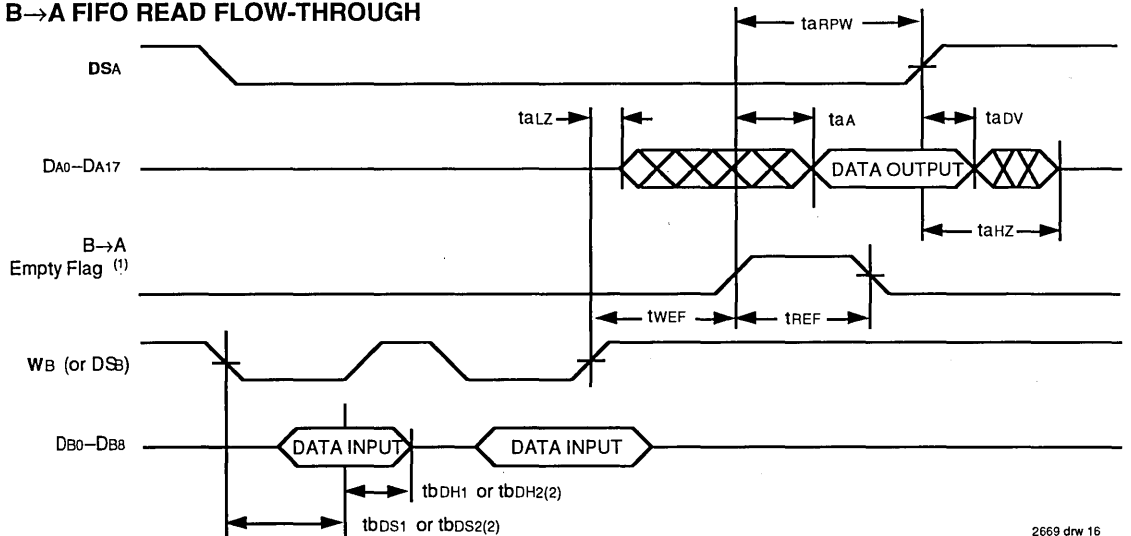 B→A FIFO READ FLOW-THROUGH
taRPW
DSA
taLZ
taA
taDV
DA0–DA17
DATA OUTPUT
taHZ
B→A
Empty Flag (1)
tWEF
tREF
WB (or DSB)
DB0–DB8
DATA INPUT
DATA INPUT
tbDH1 or tbDH2(2)
tbDS1 or tbDS2(2)
2669 drw 16